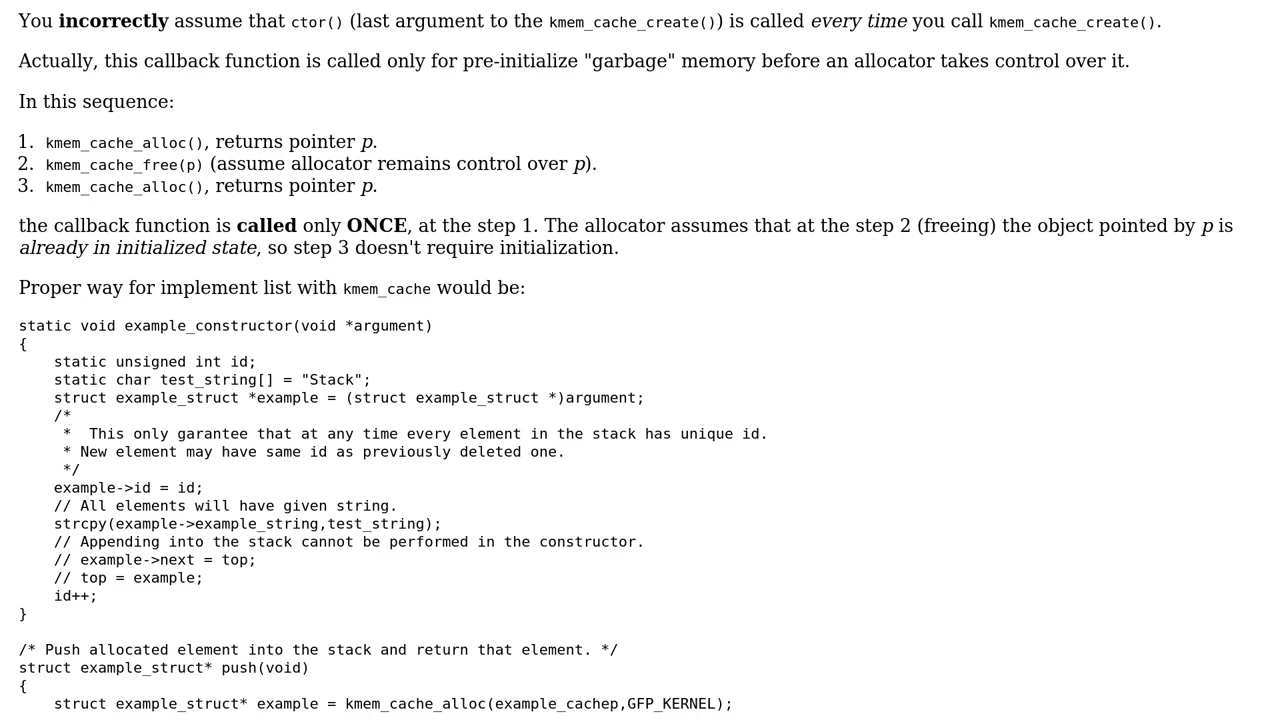 You incorrectly assume that ctor() (last argument to the kmem_cache_create()) is called every time you call kmem_cache_create().
Actually, this callback function is called only for pre-initialize "garbage" memory before an allocator takes control over it.
In this sequence:
1. kmem_cache_alloc(), returns pointer p.
2. kmem_cache_free(p) (assume allocator remains control over p).
3. kmem_cache_alloc(), returns pointer p.
the callback function is called only ONCE, at the step 1. The allocator assumes that at the step 2 (freeing) the object pointed by p is
already in initialized state, so step 3 doesn't require initialization.
Proper way for implement list with kmem_cache would be:
static void example_constructor(void *argument)
{
    static unsigned int id;
    static char test_string[] = "Stack";
    struct example_struct *example = (struct example_struct *)argument;
    /*
     *  This only garantee that at any time every element in the stack has unique id.
     * New element may have same id as previously deleted one.
     */
    example->id = id;
    // All elements will have given string.
    strcpy(example->example_string,test_string);
    // Appending into the stack cannot be performed in the constructor.
    // example->next = top;
    // top = example;
    id++;
}
/* Push allocated element into the stack and return that element. */
struct example_struct* push(void)
{
    struct example_struct* example = kmem_cache_alloc(example_cachep,GFP_KERNEL);